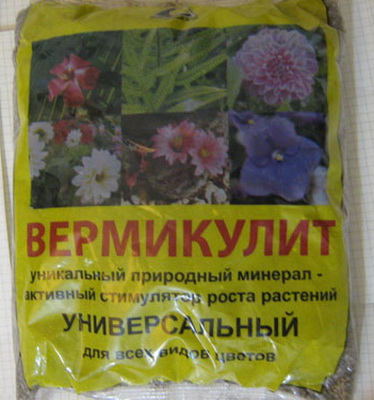 ВЕРМИКУЛИТ
уникальный природный минерал -
активный стимулятор роста растений
УНИВЕРСАЛЬНЫЙ
для всех видов цветов